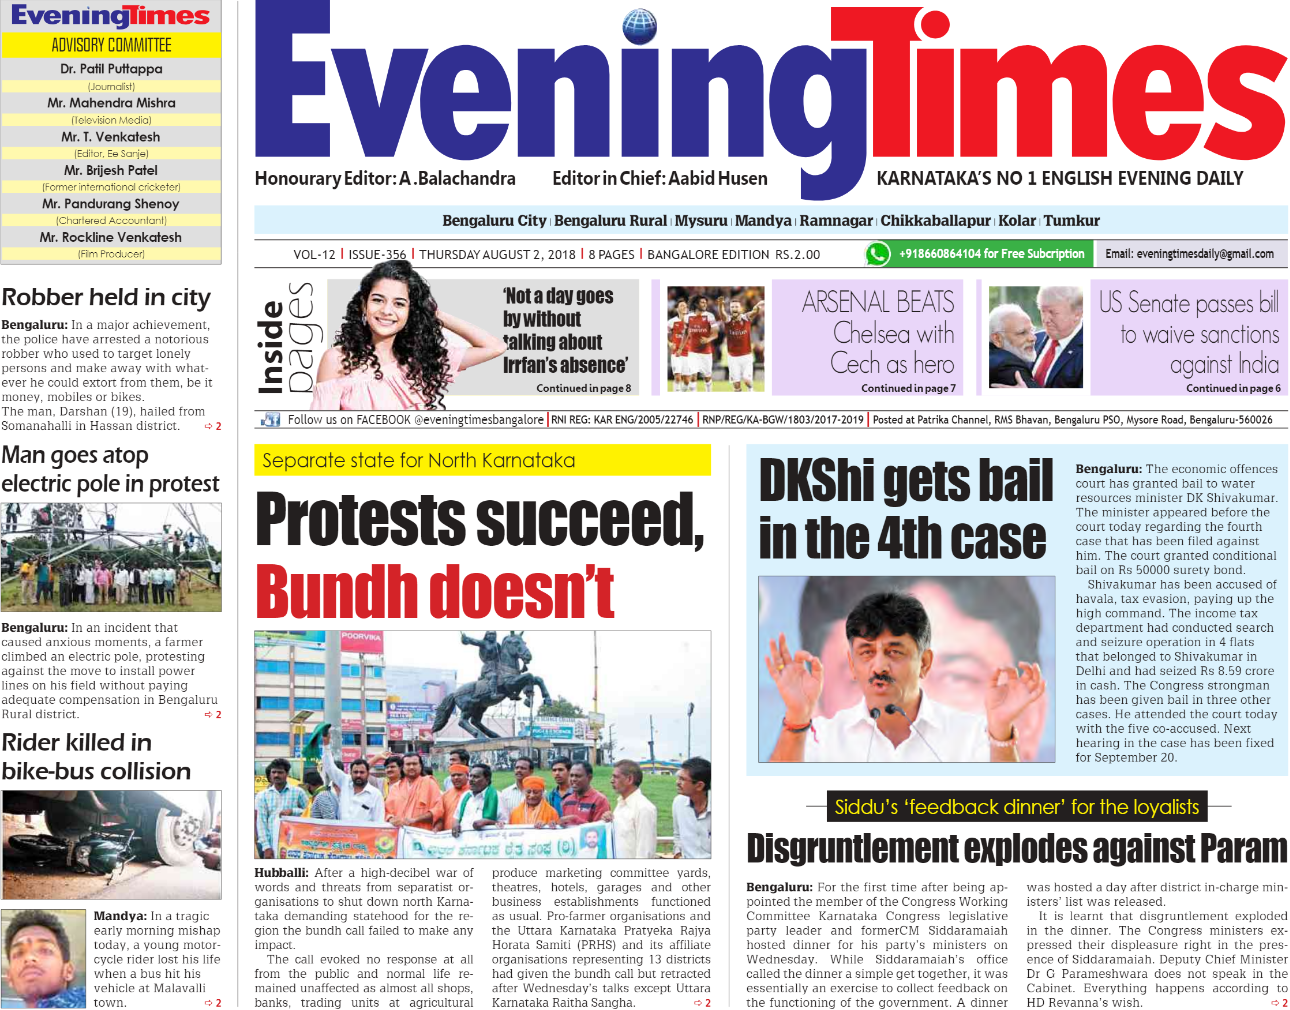 EveningTimes
ADVISORY COMMITTEE
Dr. Patil Puttappa
(Journalist)
Mr. Mahendra Mishra
(Television Media)
Mr. T. Venkatesh
(Editor, Ee Sanje)
Mr. Brijesh Patel
(Former international cricketer)
Mr. Pandurang Shenoy
(Chartered Accountant)
Mr. Rockline Venkatesh
(Film Producer)
Robber held in city
Bengaluru: In a major achievement,
the police have arrested a notorious
robber who used to target lonely
persons and make away with what-
ever he could extort from them, be it
money, mobiles or bikes.
The man, Darshan (19), hailed from
Somanahalli in Hassan district. ➪ 2
Man goes atop
electric pole in protest
Bengaluru: In an incident that
caused anxious moments, a farmer
climbed an electric pole, protesting
against the move to install power
lines on his field without paying
adequate compensation in Bengaluru
Rural district. ➪ 2
Rider killed in
bike-bus collision
Mandya: In a tragic
early morning mishap
today, a young motor-
cycle rider lost his life
when a bus hit his
vehicle at Malavalli
town. ➪ 2
EveningTimes
Honourary Editor: A .Balachandra Editor in Chief: Aabid Husen KARNATAKA'S NO 1 ENGLISH EVENING DAILY
Bengaluru City | Bengaluru Rural | Mysuru | Mandya | Ramnagar | Chikkaballapur | Kolar | Tumkur
VOL-12 | ISSUE-356 | THURSDAY AUGUST 2, 2018 | 8 PAGES | BANGALORE EDITION RS.2.00
+918660864104 for Free Subcription
Email: eveningtimesdaily@gmail.com
Inside
pages
'Not a day goes
by without
talking about
Irrfan's absence'
Continued in page 8
ARSENAL BEATS
Chelsea with
Cech as hero
Continued in page 7
US Senate passes bill
to waive sanctions
against India
Continued in page 6
Follow us on FACEBOOK @eveningtimesbangalore | RNI REG: KAR ENG/2005/22746 | RNP/REG/KA-BGW/1803/2017-2019 | Posted at Patrika Channel, RMS Bhavan, Bengaluru PSO, Mysore Road, Bengaluru-560026
Separate state for North Karnataka
Protests succeed,
Bundh doesn't
POORVIKA
Hubballi: After a high-decibel war of
words and threats from separatist or-
ganisations to shut down north Karna-
taka demanding statehood for the re-
gion the bundh call failed to make any
impact.
The call evoked no response at all
from the public and normal life re-
mained unaffected as almost all shops,
banks, trading units at agricultural
produce marketing committee yards,
theatres, hotels, garages and other
business establishments functioned
as usual. Pro-farmer organisations and
the Uttara Karnataka Pratyeka Rajya
Horata Samiti (PRHS) and its affiliate
organisations representing 13 districts
had given the bundh call but retracted
after Wednesday's talks except Uttara
Karnataka Raitha Sangha. ➪ 2
DKShi gets bail
in the 4th case
Bengaluru: The economic offences
court has granted bail to water
resources minister DK Shivakumar.
The minister appeared before the
court today regarding the fourth
case that has been filed against
him. The court granted conditional
bail on Rs 50000 surety bond.
Shivakumar has been accused of
havala, tax evasion, paying up the
high command. The income tax
department had conducted search
and seizure operation in 4 flats
that belonged to Shivakumar in
Delhi and had seized Rs 8.59 crore
in cash. The Congress strongman
has been given bail in three other
cases. He attended the court today
with the five co-accused. Next
hearing in the case has been fixed
for September 20.
Siddu's 'feedback dinner' for the loyalists
Disgruntlement explodes against Param
Bengaluru: For the first time after being ap-
pointed the member of the Congress Working
Committee Karnataka Congress legislative
party leader and formerCM Siddaramaiah
hosted dinner for his party's ministers on
Wednesday. While Siddaramaiah's office
called the dinner a simple get together, it was
essentially an exercise to collect feedback on
the functioning of the government. A dinner
was hosted a day after district in-charge min-
isters' list was released.
It is learnt that disgruntlement exploded
in the dinner. The Congress ministers ex-
pressed their displeasure right in the pres-
ence of Siddaramaiah. Deputy Chief Minister
Dr G Parameshwara does not speak in the
Cabinet. Everything happens according to
HD Revanna's wish. ➪ 2